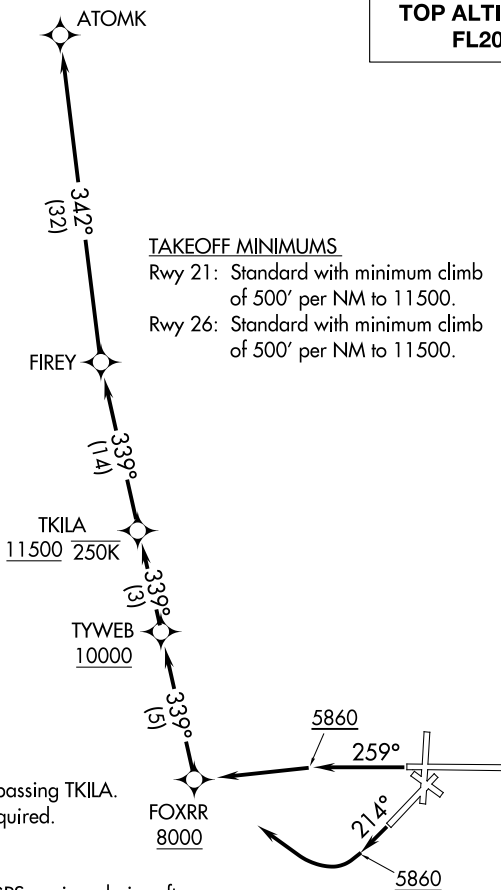 ATOMK
TOP ALTI
FL20
342°
(32)
TAKEOFF MINIMUMS
Rwy 21: Standard with minimum climb
of 500' per NM to 11500.
Rwy 26: Standard with minimum climb
of 500' per NM to 11500.
FIREY
339°
(14)
TKILA
11500 250K
339°
(3)
TYWEB
10000
339°
(5)
5860
259°
passing TKILA.
quired.
FOXRR
8000
214°
5860